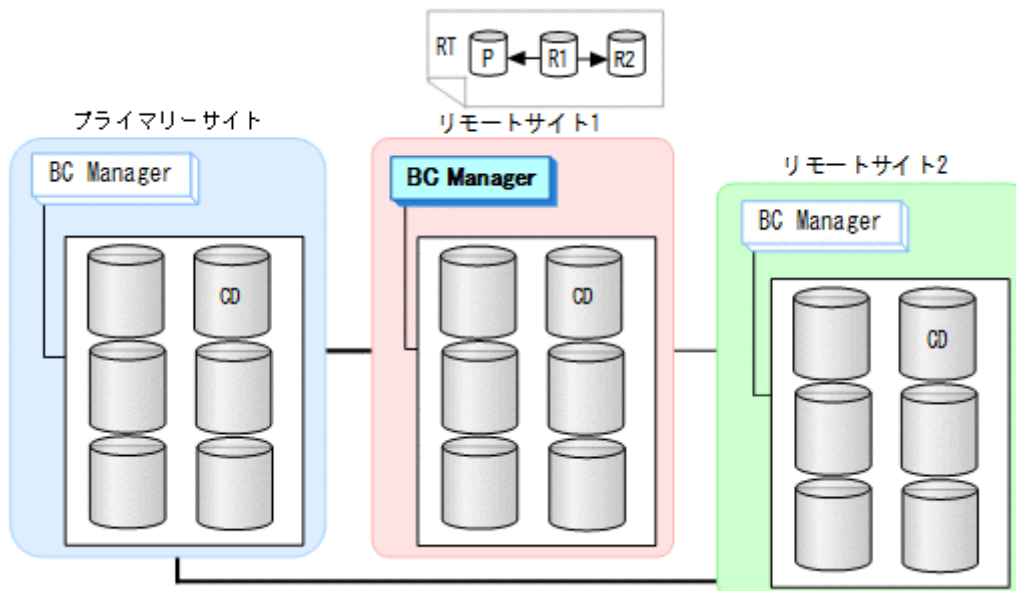 RT P R1 R2
プライマリーサイト
リモートサイト1
リモートサイト2
BC Manager
BC Manager
BC Manager
CD
CD
CD